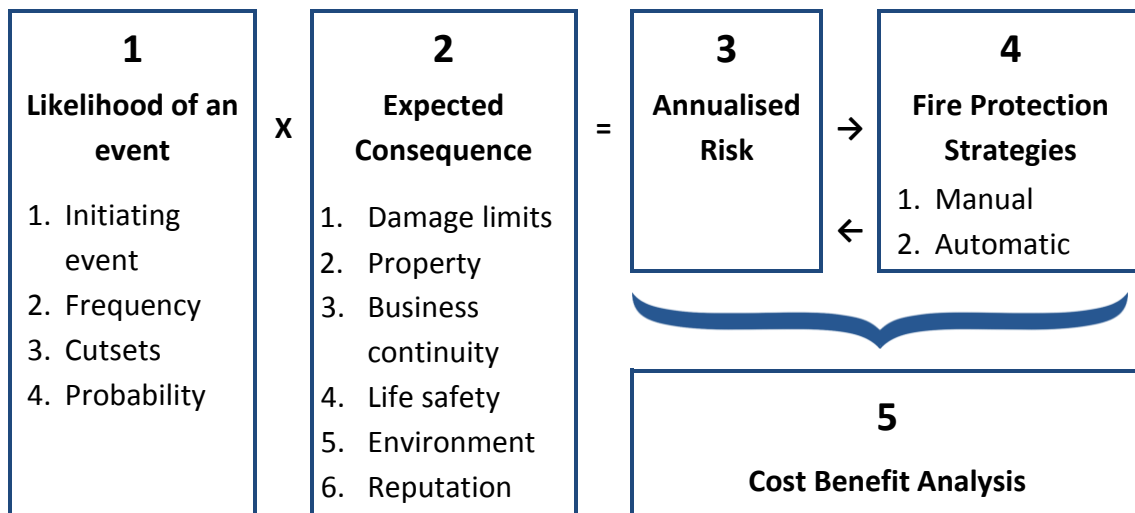 1
Likelihood of an
event
1. Initiating
event
2. Frequency
3. Cutsets
4. Probability
X
2
Expected
Consequence
1. Damage limits
2. Property
3. Business
continuity
4. Life safety
5. Environment
6. Reputation
=
3
Annualised
Risk
→
←
4
Fire Protection
Strategies
1. Manual
2. Automatic
5
Cost Benefit Analysis